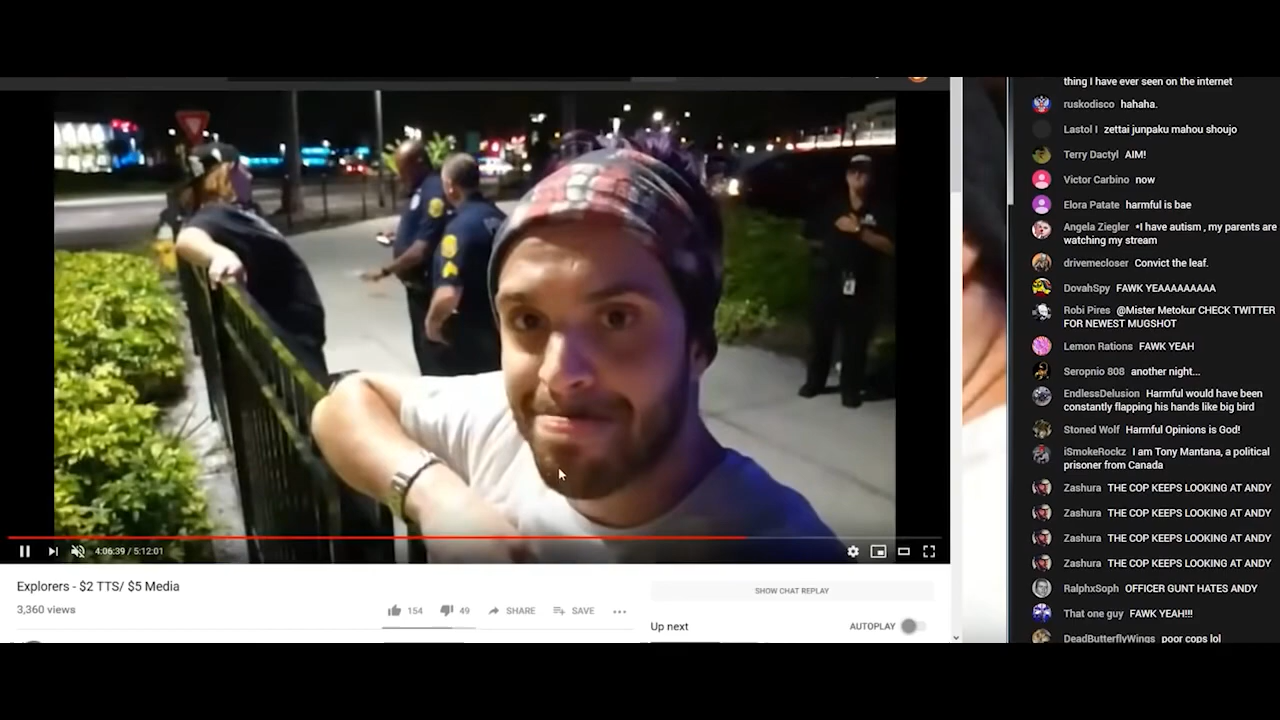 thing I have ever seen on the internet
ruskodisco hahaha.
Lastol I zettai junpaku mahou shoujo
Terry Dactyl AIM!
Victor Carbino now
Elora Patate harmful is bae
Angela Ziegler •I have autism , my parents are
watching my stream
drivemecloser Convict the leaf.
DovahSpy FAWK YEAAAAAAAAA
Robi Pires @Mister Metokur CHECK TWITTER
FOR NEWEST MUGSHOT
Lemon Rations FAWK YEAH
Seropnio 808 another night...
EndlessDelusion Harmful would have been
constantly flapping his hands like big bird
Stoned Wolf Harmful Opinions is God!
iSmokeRockz I am Tony Mantana, a political
prisoner from Canada
Zashura THE COP KEEPS LOOKING AT ANDY
Zashura THE COP KEEPS LOOKING AT ANDY
Zashura THE COP KEEPS LOOKING AT ANDY
Zashura THE COP KEEPS LOOKING AT ANDY
RalphxSoph OFFICER GUNT HATES ANDY
That one guy FAWK YEAH!!!
DeadButterflyWings poor cops lol
4:06:39 / 5:12:01
Explorers - $2 TTS/ $5 Media
3,360 views
154 49 SHARE SAVE
SHOW CHAT REPLAY
Up next AUTOPLAY